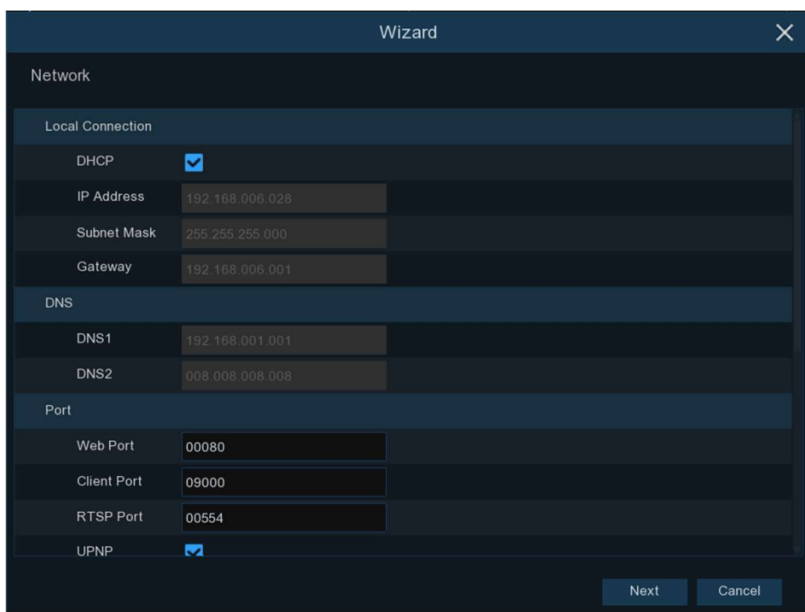 Wizard
Network
Local Connection
DHCP
IP Address 192.168.006.028
Subnet Mask 255.255.255.000
Gateway 192.168.006.001
DNS
DNS1 192.168.001.001
DNS2 008.008.008.008
Port
Web Port 00080
Client Port 09000
RTSP Port 00554
UPNP
Next Cancel